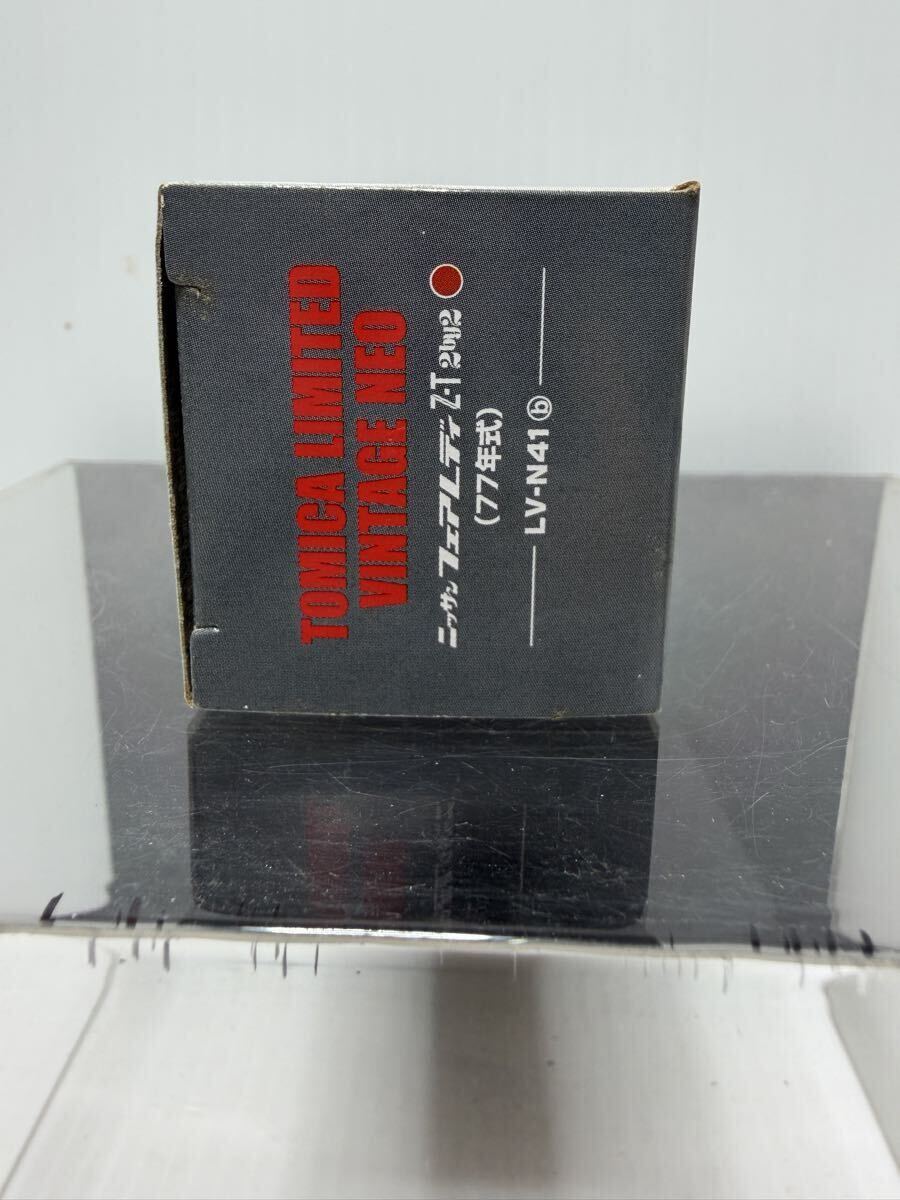 TOMICA LIMITED
VINTAGE NEO
ニッサン フェアレディ Z-T 2by2
(77年式)
LV-N41 ⓑ